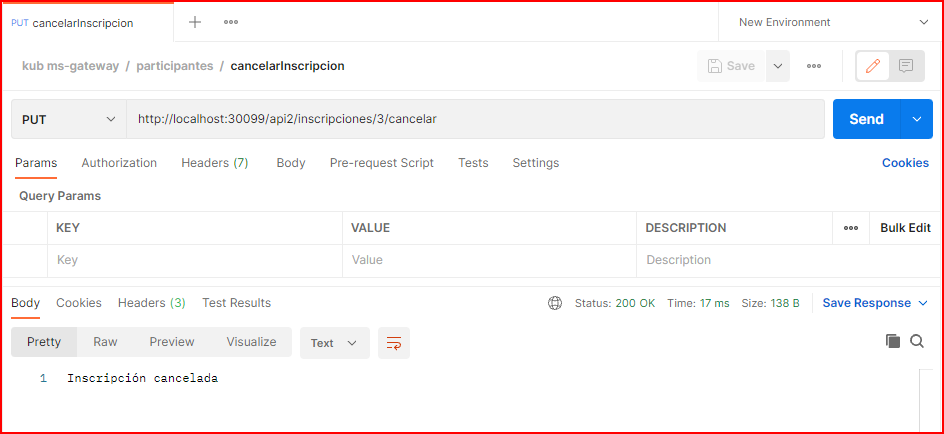 PUT cancelarInscripcion + ooo New Environment
kub ms-gateway / participantes / cancelarInscripcion Save ooo
PUT http://localhost:30099/api2/inscripciones/3/cancelar Send
Params Authorization Headers (7) Body Pre-request Script Tests Settings Cookies
Query Params
KEY VALUE DESCRIPTION ooo Bulk Edit
Key Value Description
Body Cookies Headers (3) Test Results Status: 200 OK Time: 17 ms Size: 138 B Save Response
Pretty Raw Preview Visualize Text
1 Inscripción cancelada